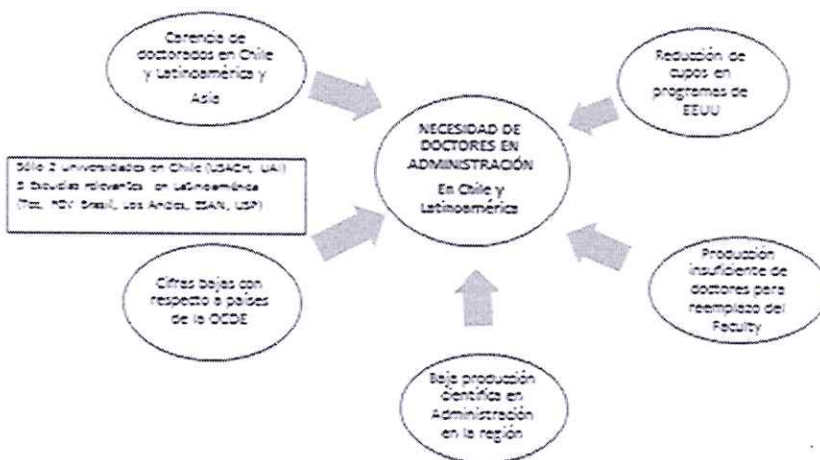 Carencia de
doctorados en Chile
y Latinoamérica y
Asia
Reducción de
cupos en
programas de
EEUU
NECESIDAD DE
DOCTORES EN
ADMINISTRACIÓN
En Chile y
Latinoamérica
Sólo 2 universidades en Chile (USACH, UAI)
5 Escuelas relevantes en Latinoamérica
(Tec, FGV Brasil, Los Andes, ESAN, USP)
Cifras bajas con
respecto a países
de la OCDE
Producción
insuficiente de
doctores para
reemplazo del
Faculty
Baja producción
científica en
Administración
en la región